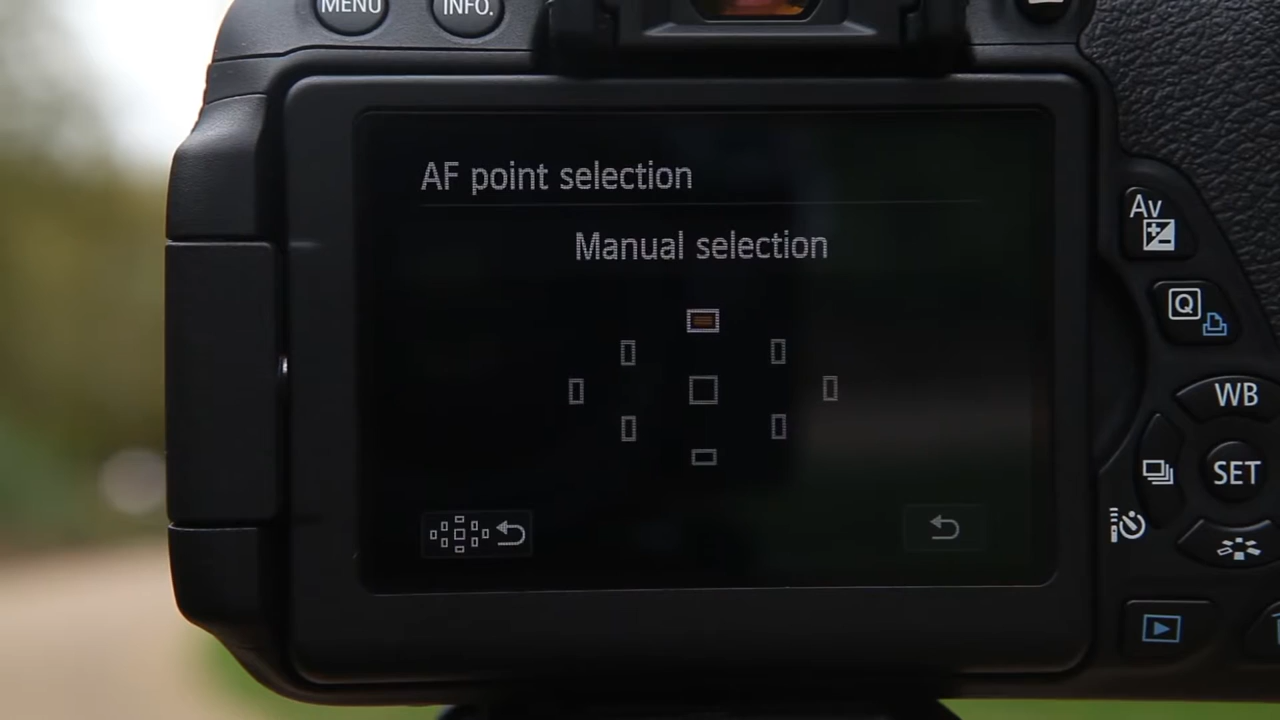 MENU
INFO.
AF point selection
Manual selection
Av
Q
WB
SET